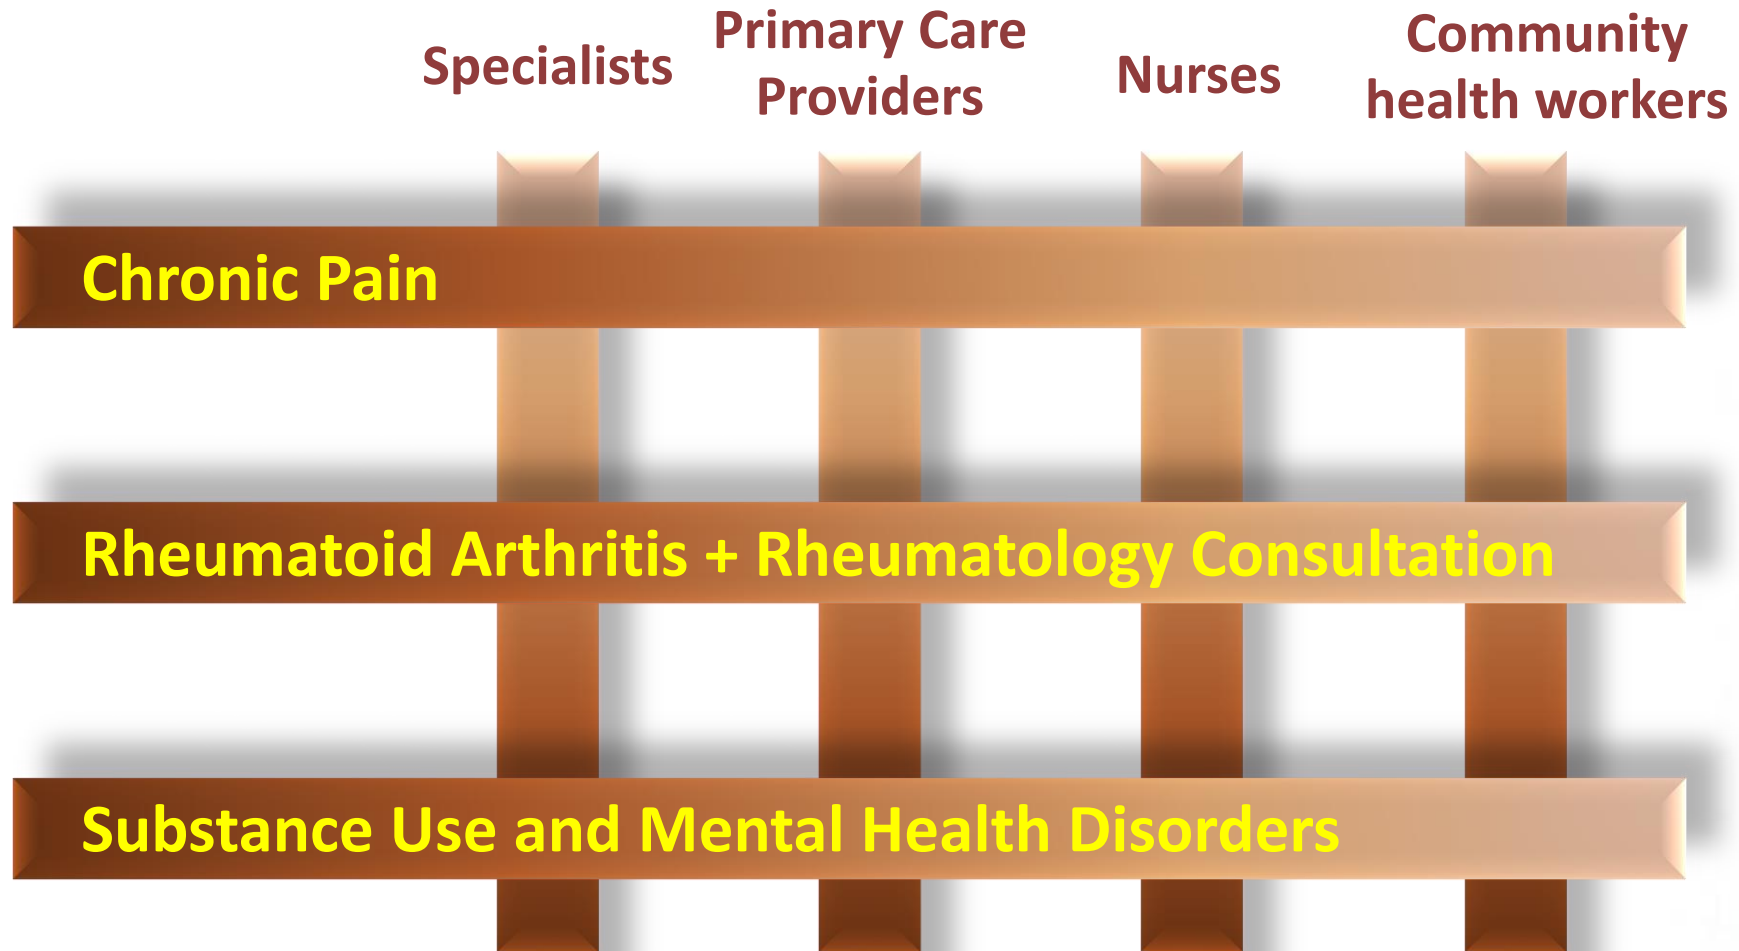 Specialists
Primary Care
Providers
Nurses
Community
health workers
Chronic Pain
Rheumatoid Arthritis + Rheumatology Consultation
Substance Use and Mental Health Disorders